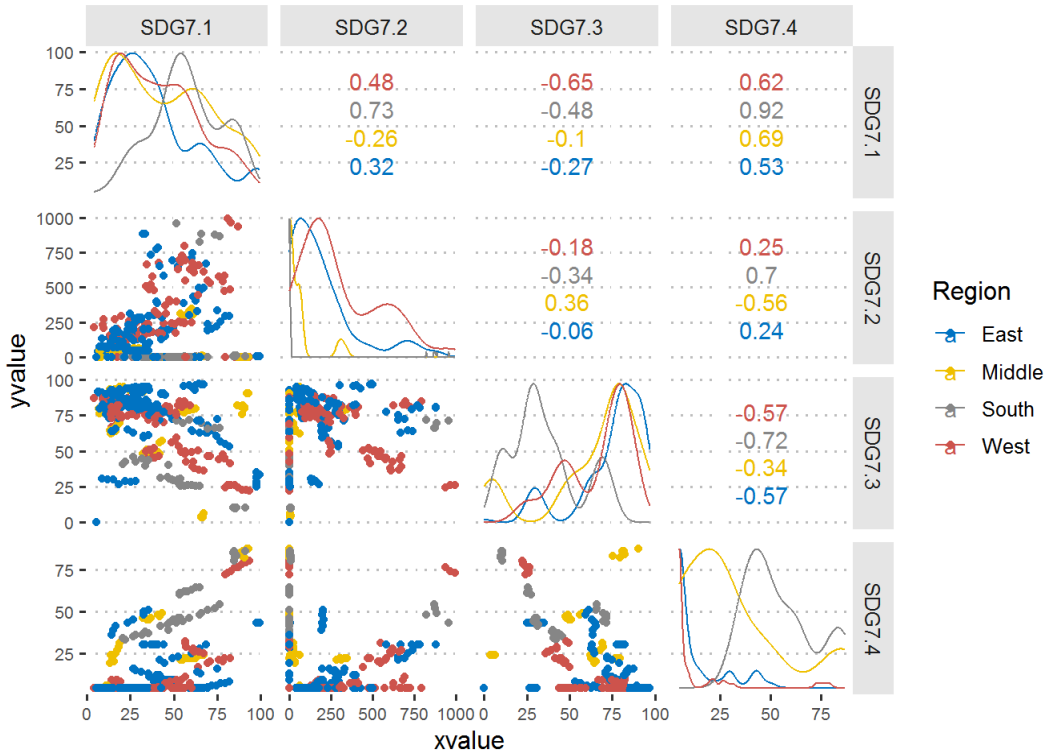 SDG7.1 SDG7.2 SDG7.3 SDG7.4
100
75
50
25
0.48 -0.65 0.62
0.73 -0.48 0.92
-0.26 -0.1 0.69
0.32 -0.27 0.53
SDG7.1
1000
750
500
250
0
-0.18 0.25
-0.34 0.7
0.36 -0.56
-0.06 0.24
SDG7.2
100
75
50
25
0
-0.57
-0.72
-0.34
-0.57
SDG7.3
75
50
25
SDG7.4
0 25 50 75 100 0 250 500 750 1000 0 25 50 75 100 25 50 75
xvalue
yvalue
Region
a East
a Middle
a South
a West